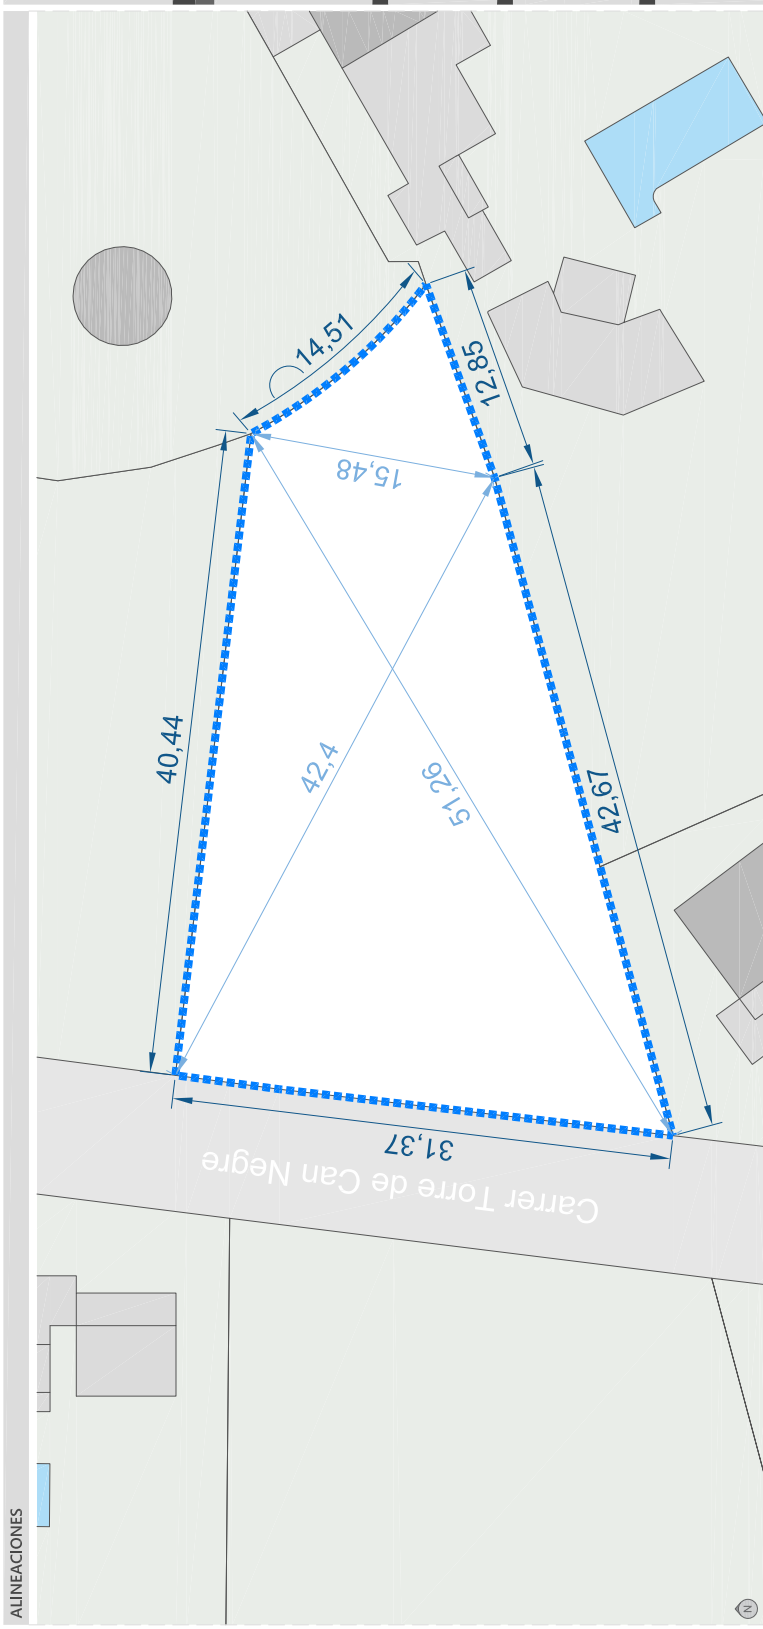 14,51
12,85
15,48
40,44
42,4
51,26
42,67
31,37
Carrer Torre de Can Negre
ALINEACIONES
N